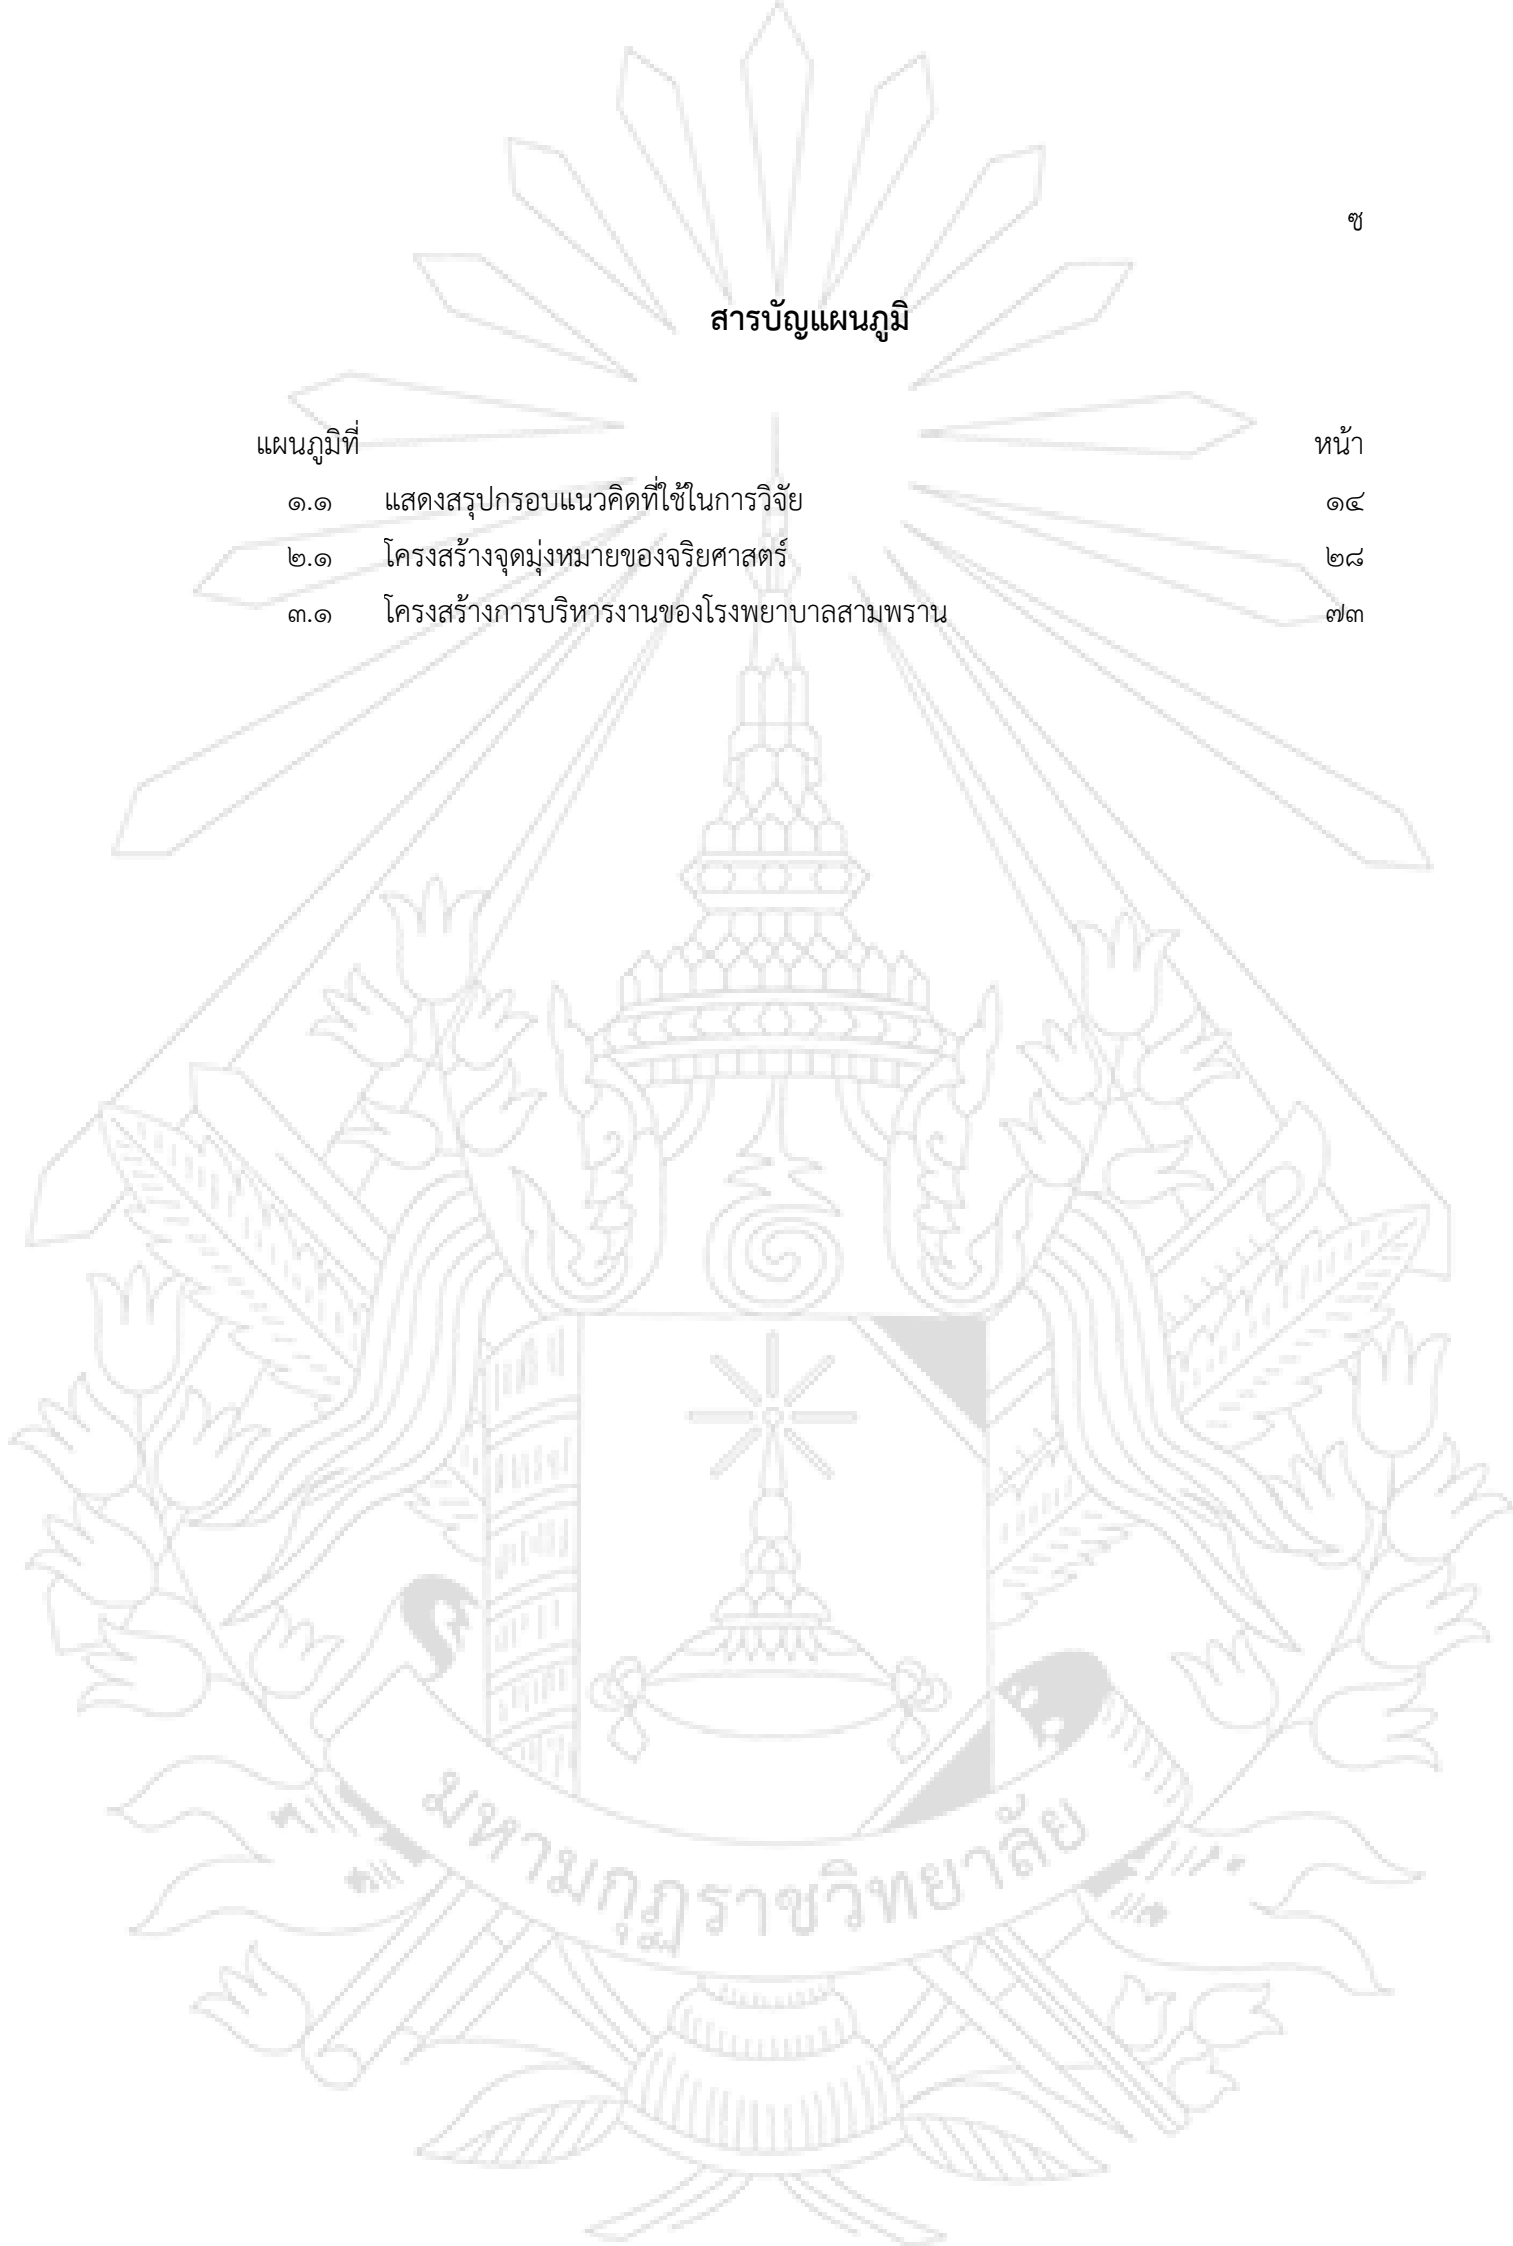 ซ
สารบัญแผนภูมิ
แผนภูมิที่ หน้า
๑.๑ แสดงสรุปกรอบแนวคิดที่ใช้ในการวิจัย ๑๔
๒.๑ โครงสร้างจุดมุ่งหมายของจริยศาสตร์ ๒๘
๓.๑ โครงสร้างการบริหารงานของโรงพยาบาลสามพราน ๗๓
มหามกุฏราชวิทยาลัย